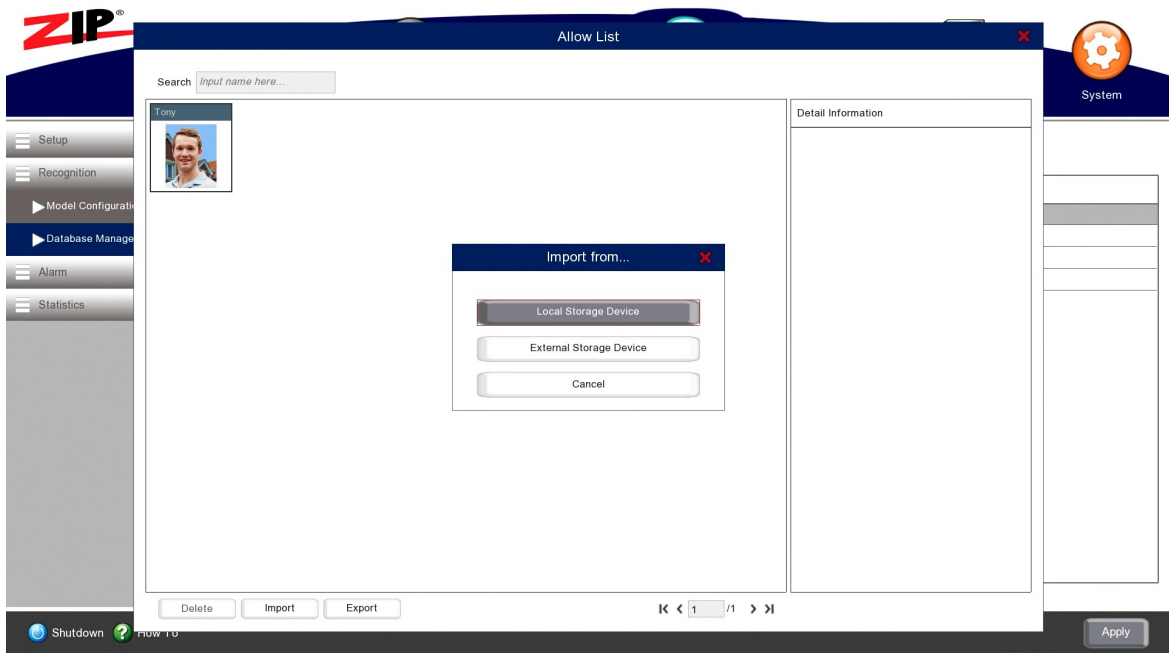 ZIP®
Allow List
System
Search Input name here...
Tony
Detail Information
Setup
Recognition
Model Configurati
Database Manage
Alarm
Statistics
Import from...
Local Storage Device
External Storage Device
Cancel
Delete Import Export 1 /1
Shutdown How To
Apply